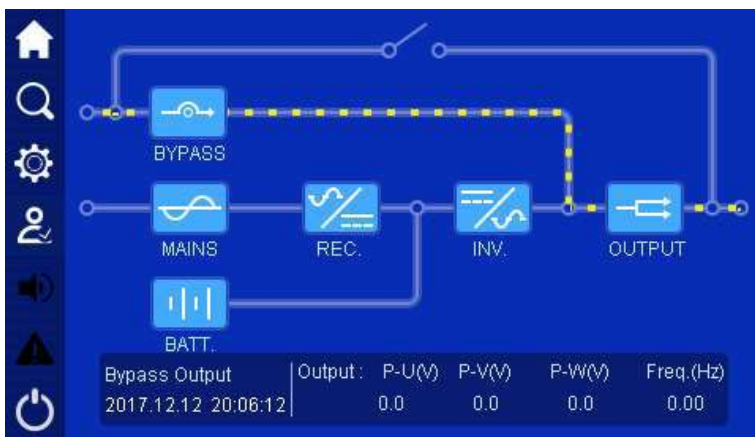 BYPASS
MAINS REC. INV. OUTPUT
BATT.
Bypass Output Output : P-U(V) P-V(V) P-W(V) Freq.(Hz)
2017.12.12 20:06:12 0.0 0.0 0.0 0.00